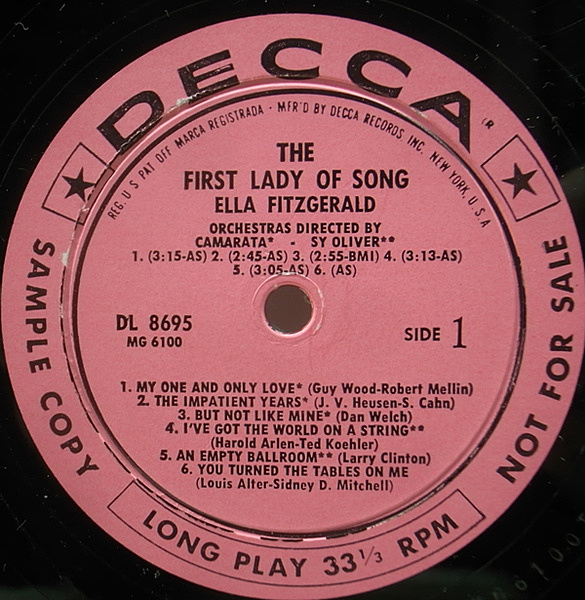 DECCA
®
REG. U S PAT OFF MARCA REGISTRADA · MFR'D BY DECCA RECORDS INC. NEW YORK, U.S.A
THE
FIRST LADY OF SONG
ELLA FITZGERALD
ORCHESTRAS DIRECTED BY
CAMARATA* - SY OLIVER**
1. (3:15-AS) 2. (2:45-AS) 3. (2:55-BMI) 4. (3:13-AS)
5. (3:05-AS) 6. (AS)
DL 8695
MG 6100
SIDE 1
1. MY ONE AND ONLY LOVE* (Guy Wood-Robert Mellin)
2. THE IMPATIENT YEARS* (J. V. Heusen-S. Cahn)
3. BUT NOT LIKE MINE* (Dan Welch)
4. I'VE GOT THE WORLD ON A STRING**
(Harold Arlen-Ted Koehler)
5. AN EMPTY BALLROOM** (Larry Clinton)
6. YOU TURNED THE TABLES ON ME
(Louis Alter-Sidney D. Mitchell)
SAMPLE COPY
NOT FOR SALE
LONG PLAY 33 1/3 RPM